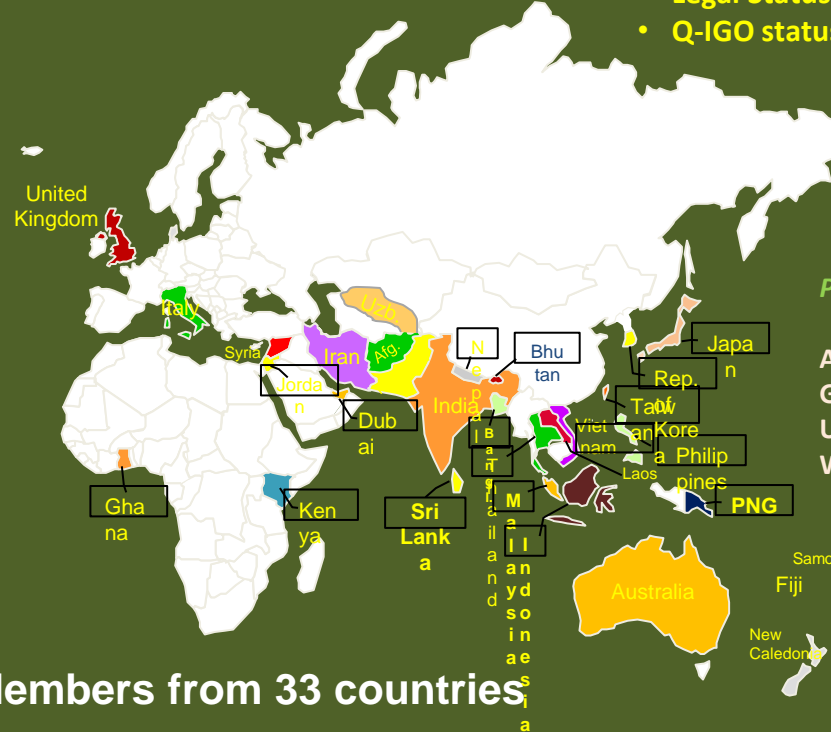 Legal Status
• Q-IGO status
United
Kingdom
Italy
Uzb.
Syria
Iran
Afg.
Jorda
n
Dub
ai
India
N
e
p
a
l
Bhu
tan
B
a
n
g
Japa
n
Rep.
of
Kore
a
Taiw
an
Philip
pines
Viet
nam
Laos
T
h
a
i
l
a
n
d
M
a
l
a
y
s
i
a
I
n
d
o
n
e
s
i
a
Sri
Lank
a
PNG
Gha
na
Ken
ya
Australia
Samo
Fiji
New
Caledonia
P
A
G
U
V
Members from 33 countries